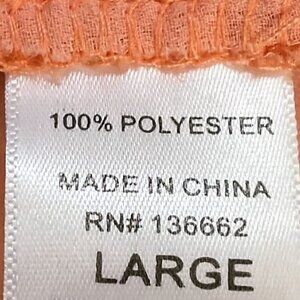 100% POLYESTER
MADE IN CHINA
RN# 136662
LARGE